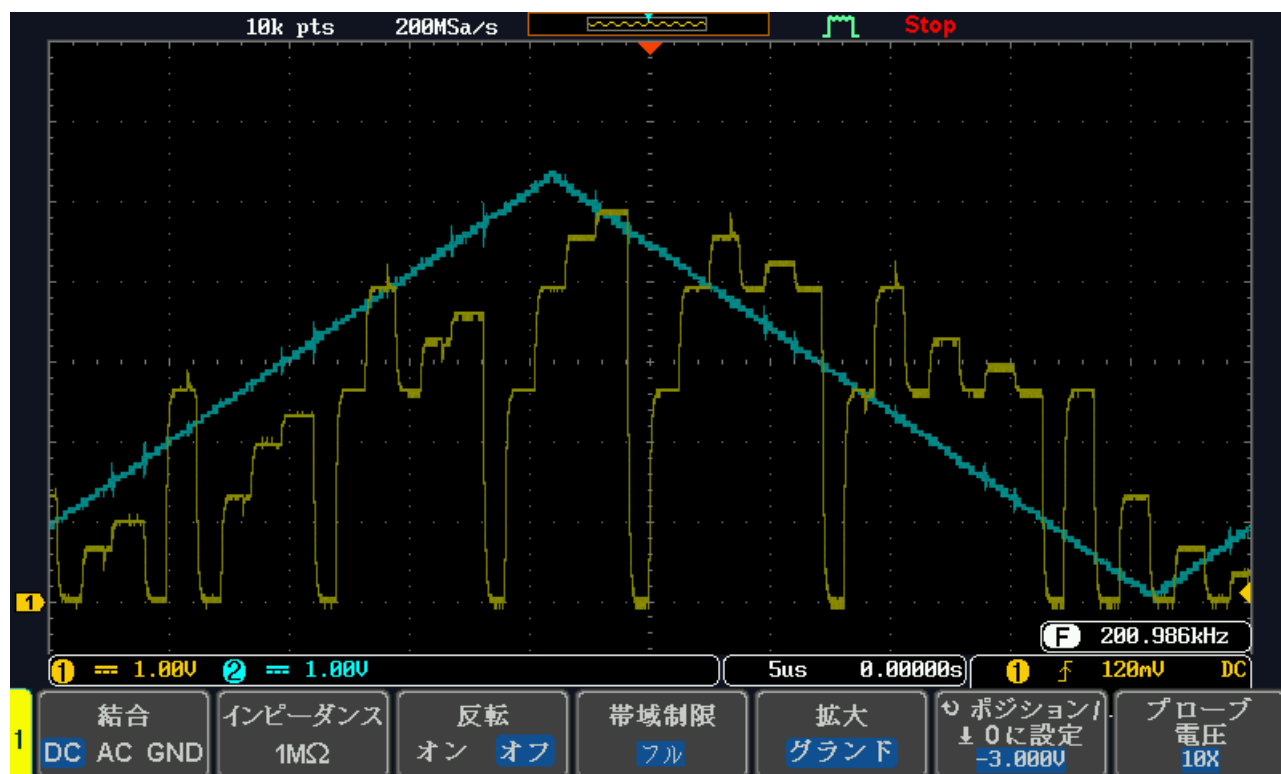 10k pts 200MSa/s Stop
1
F 200.986kHz
1 1.00V 2 1.00V 5us 0.00000s 1 120mV DC
1
結合 インピーダンス 反転 帯域制限 拡大 ポジション/ プローブ
0に設定 電圧
DC AC GND 1MΩ オン オフ フル グランド -3.000V 10X